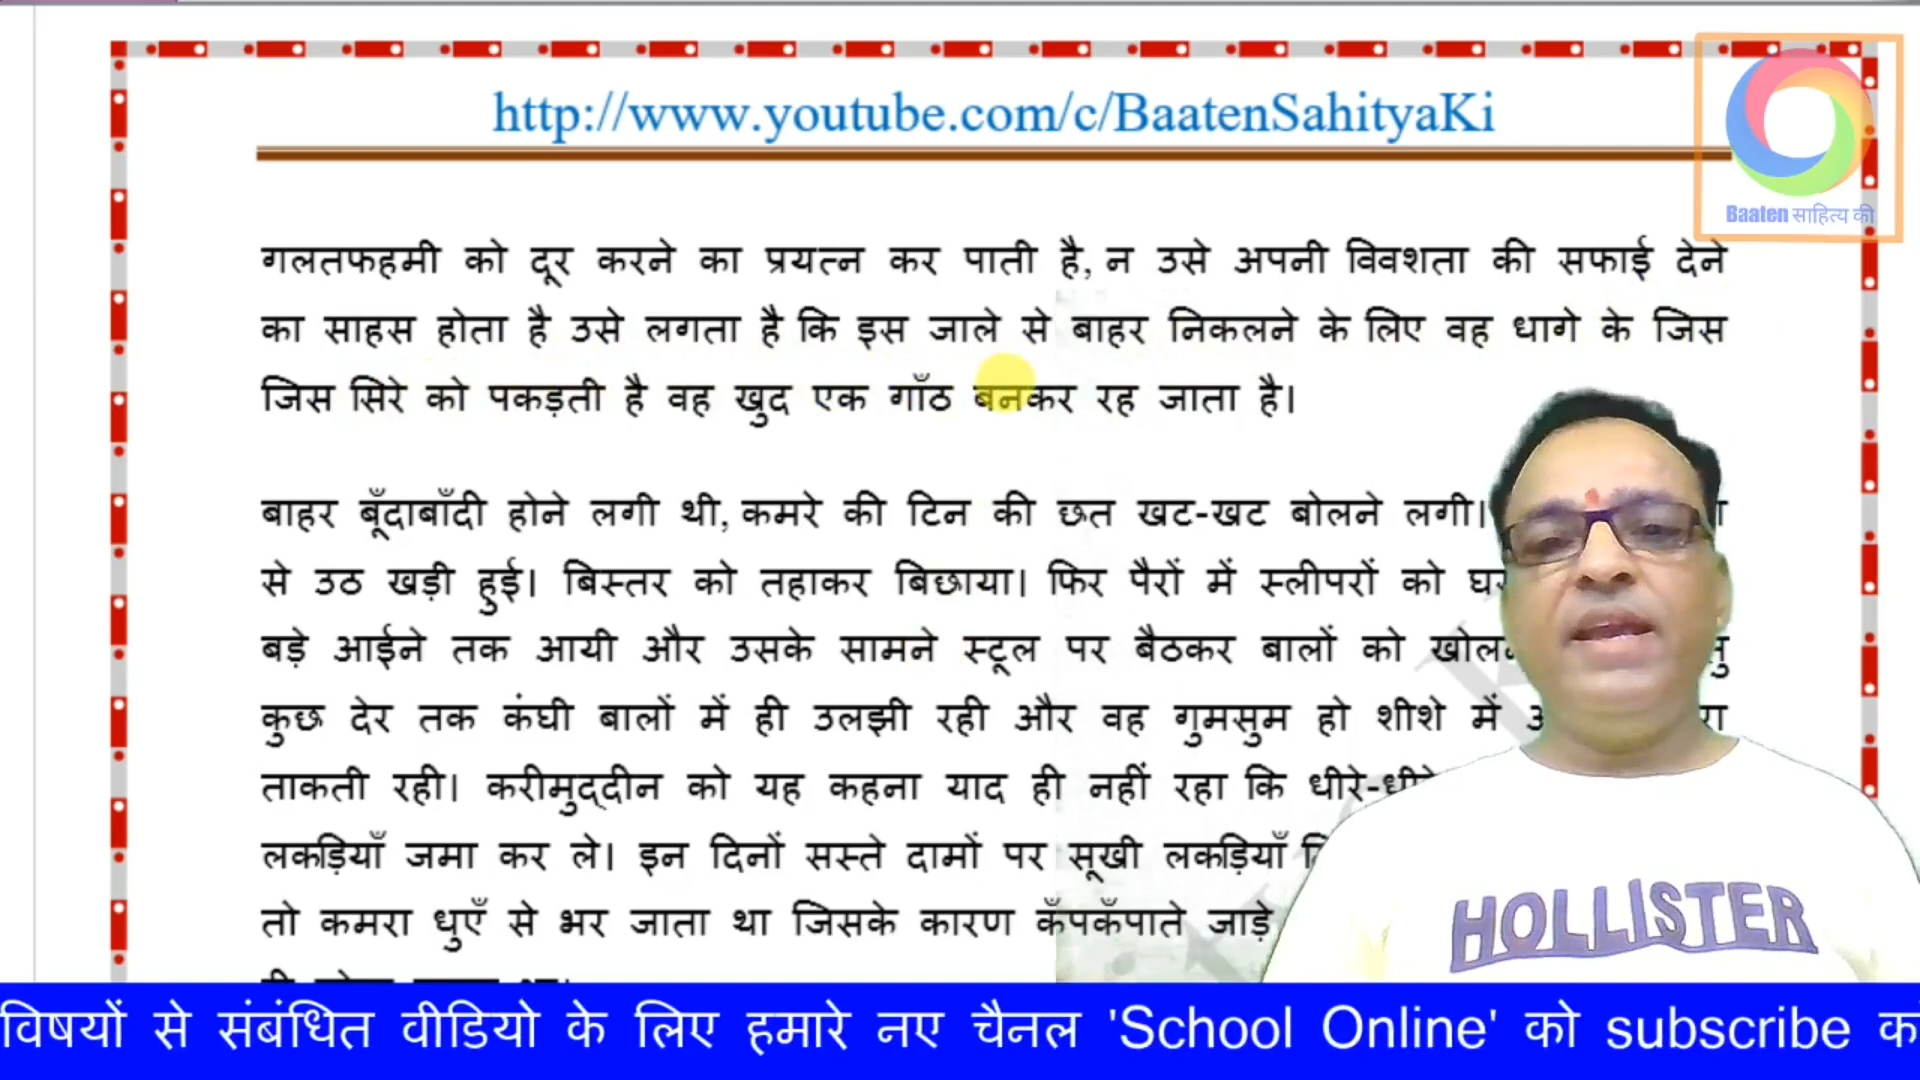 http://www.youtube.com/c/BaatenSahityaKi
Baaten साहित्य की
गलतफहमी को दूर करने का प्रयत्न कर पाती है, न उसे अपनी विवशता की सफाई देने
का साहस होता है उसे लगता है कि इस जाले से बाहर निकलने के लिए वह धागे के जिस
जिस सिरे को पकड़ती है वह खुद एक गाँठ बनकर रह जाता है।
बाहर बूँदाबाँदी होने लगी थी, कमरे की टिन की छत खट-खट बोलने लगी।
से उठ खड़ी हुई। बिस्तर को तहाकर बिछाया। फिर पैरों में स्लीपरों को
बड़े आईने तक आयी और उसके सामने स्टूल पर बैठकर बालों को
कुछ देर तक कंघी बालों में ही उलझी रही और वह गुमसुम हो शीशे में
ताकती रही। करीमुद्दीन को यह कहना याद ही नहीं रहा कि
लकड़ियाँ जमा कर ले। इन दिनों सस्ते दामों पर सूखी लकड़ियाँ
तो कमरा धुएँ से भर जाता था जिसके कारण कँपकँपाते जाड़े
HOLLISTER
विषयों से संबंधित वीडियो के लिए हमारे नए चैनल 'School Online' को subscribe